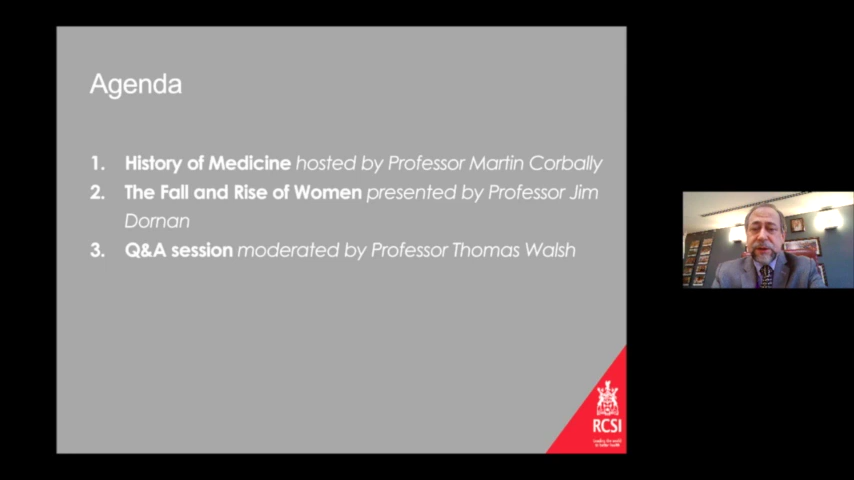 Agenda
1. History of Medicine hosted by Professor Martin Corbally
2. The Fall and Rise of Women presented by Professor Jim
Dornan
3. Q&A session moderated by Professor Thomas Walsh
RCSI